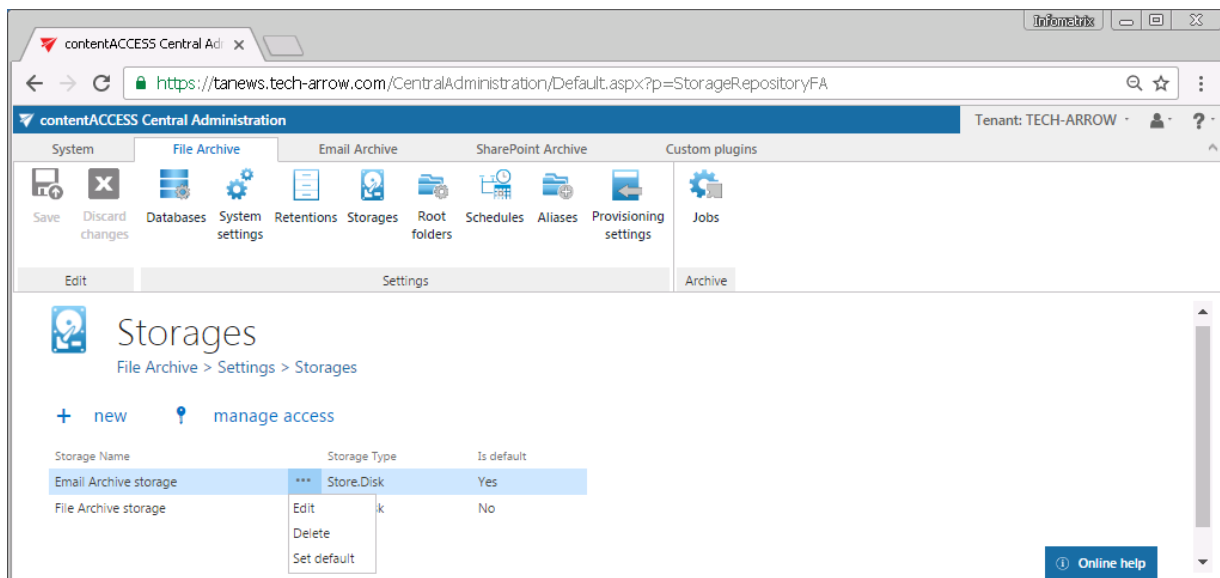 Infomatrix
contentACCESS Central Adr
https://tanews.tech-arrow.com/CentralAdministration/Default.aspx?p=StorageRepositoryFA
contentACCESS Central Administration
Tenant: TECH-ARROW
?
System File Archive Email Archive SharePoint Archive Custom plugins
Save Discard changes Databases System settings Retentions Storages Root folders Schedules Aliases Provisioning settings Jobs
Edit Settings Archive
Storages
File Archive > Settings > Storages
+ new manage access
Storage Name Storage Type Is default
Email Archive storage ··· Store.Disk Yes
File Archive storage k No
Edit
Delete
Set default
Online help